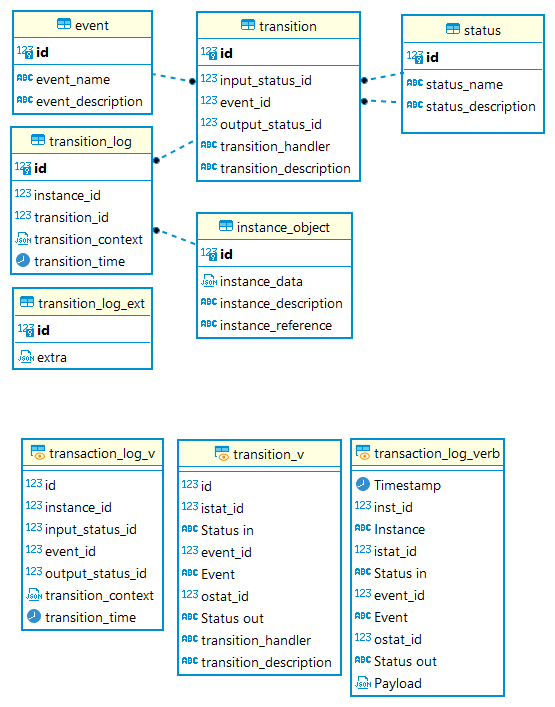 event
123 id
ABC event_name
ABC event_description
transition
123 id
123 input_status_id
123 event_id
123 output_status_id
ABC transition_handler
ABC transition_description
status
123 id
ABC status_name
ABC status_description
transition_log
123 id
123 instance_id
123 transition_id
JSON transition_context
transition_time
instance_object
123 id
JSON instance_data
ABC instance_description
ABC instance_reference
transition_log_ext
123 id
JSON extra
transaction_log_v
123 id
123 instance_id
123 input_status_id
123 event_id
123 output_status_id
JSON transition_context
transition_time
transition_v
123 id
123 istat_id
ABC Status in
123 event_id
ABC Event
123 ostat_id
ABC Status out
ABC transition_handler
ABC transition_description
transaction_log_verb
Timestamp
123 inst_id
ABC Instance
123 istat_id
ABC Status in
123 event_id
ABC Event
123 ostat_id
ABC Status out
JSON Payload